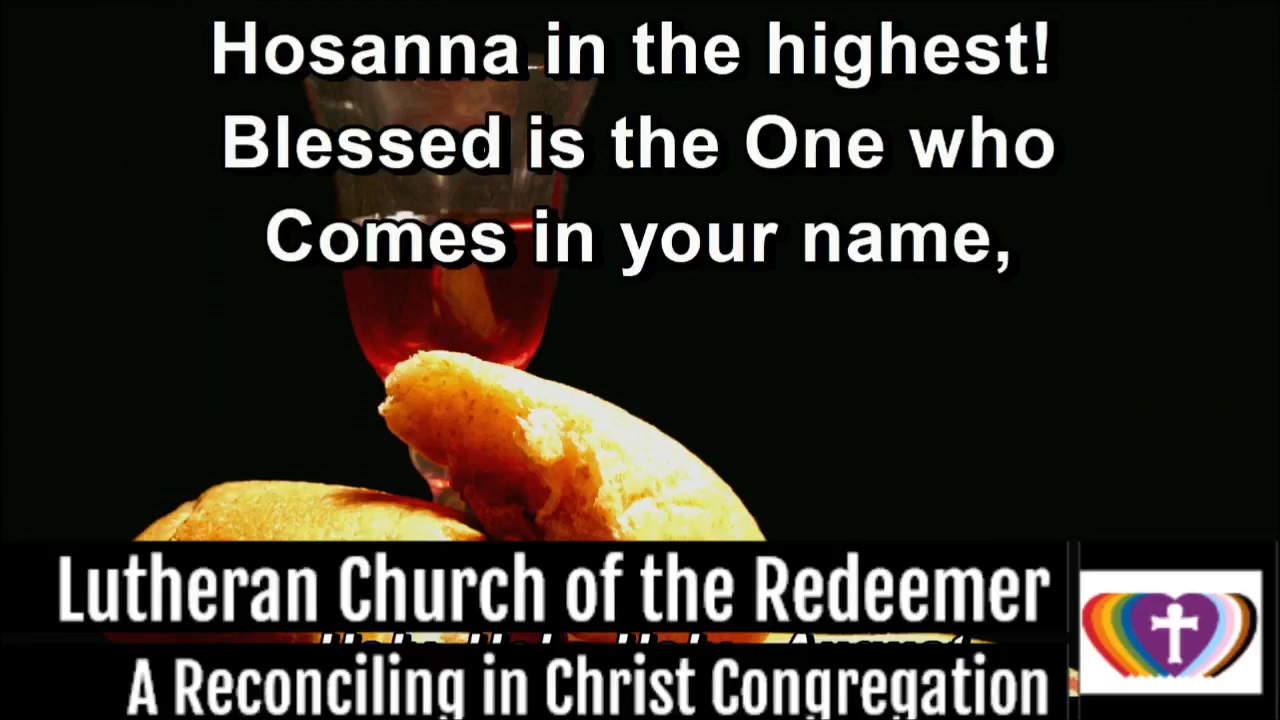 Hosanna in the highest!
Blessed is the One who
Comes in your name,
Lutheran Church of the Redeemer
A Reconciling in Christ Congregation